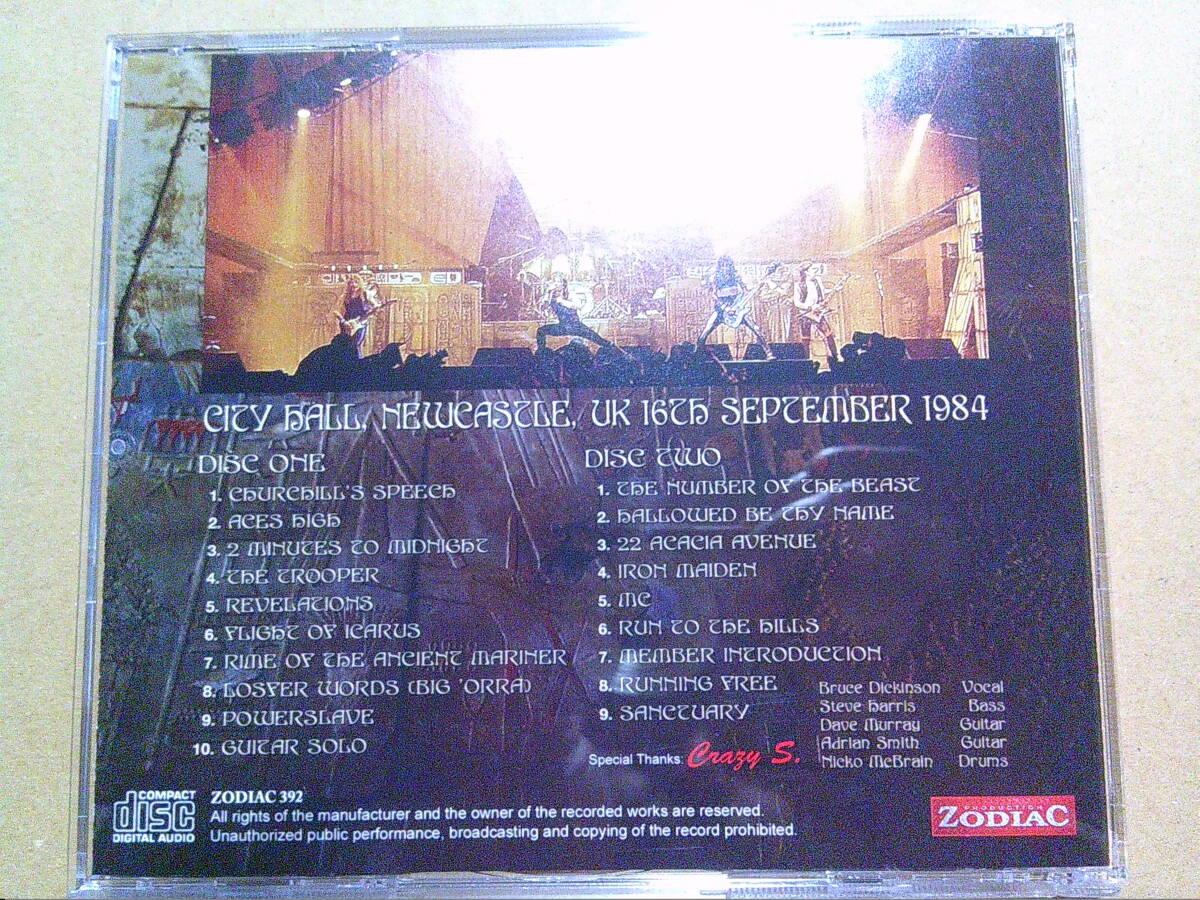 CITY HALL, NEWCASTLE, UK 16TH SEPTEMBER 1984
DISC ONE
1. CHURCHILL'S SPEECH
2. ACES HIGH
3. 2 MINUTES TO MIDNIGHT
4. THE TROOPER
5. REVELATIONS
6. FLIGHT OF ICARUS
7. RIME OF THE ANCIENT MARINER
8. LOSFER WORDS (BIG 'ORRA)
9. POWERSLAVE
10. GUITAR SOLO
DISC TWO
1. THE NUMBER OF THE BEAST
2. HALLOWED BE THY NAME
3. 22 ACACIA AVENUE
4. IRON MAIDEN
5. MC
6. RUN TO THE HILLS
7. MEMBER INTRODUCTION
8. RUNNING FREE
9. SANCTUARY
Bruce Dickinson Vocal
Steve Harris Bass
Dave Murray Guitar
Adrian Smith Guitar
Nicko McBrain Drums
Special Thanks: Crazy S.
COMPACT
disc
DIGITAL AUDIO
ZODIAC 392
All rights of the manufacturer and the owner of the recorded works are reserved.
Unauthorized public performance, broadcasting and copying of the record prohibited.
PRODUCTION
ZODIAC